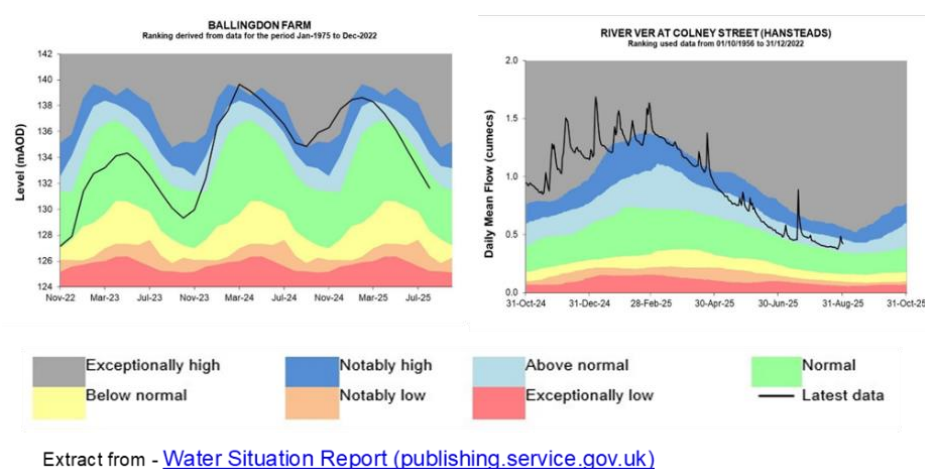 BALLINGDON FARM
Ranking derived from data for the period Jan-1975 to Dec-2022
Level (mAOD)
142
140
138
136
134
132
130
128
126
124
Nov-22
Mar-23
Jul-23
Nov-23
Mar-24
Jul-24
Nov-24
Mar-25
Jul-25
RIVER VER AT COLNEY STREET (HANSTEADS)
Ranking used data from 01/10/1956 to 31/12/2022
Daily Mean Flow (cumecs)
2.0
1.5
1.0
0.5
0.0
31-Oct-24
31-Dec-24
28-Feb-25
30-Apr-25
30-Jun-25
31-Aug-25
31-Oct-25
Exceptionally high
Notably high
Above normal
Normal
Below normal
Notably low
Exceptionally low
Latest data
Extract from - Water Situation Report (publishing.service.gov.uk)